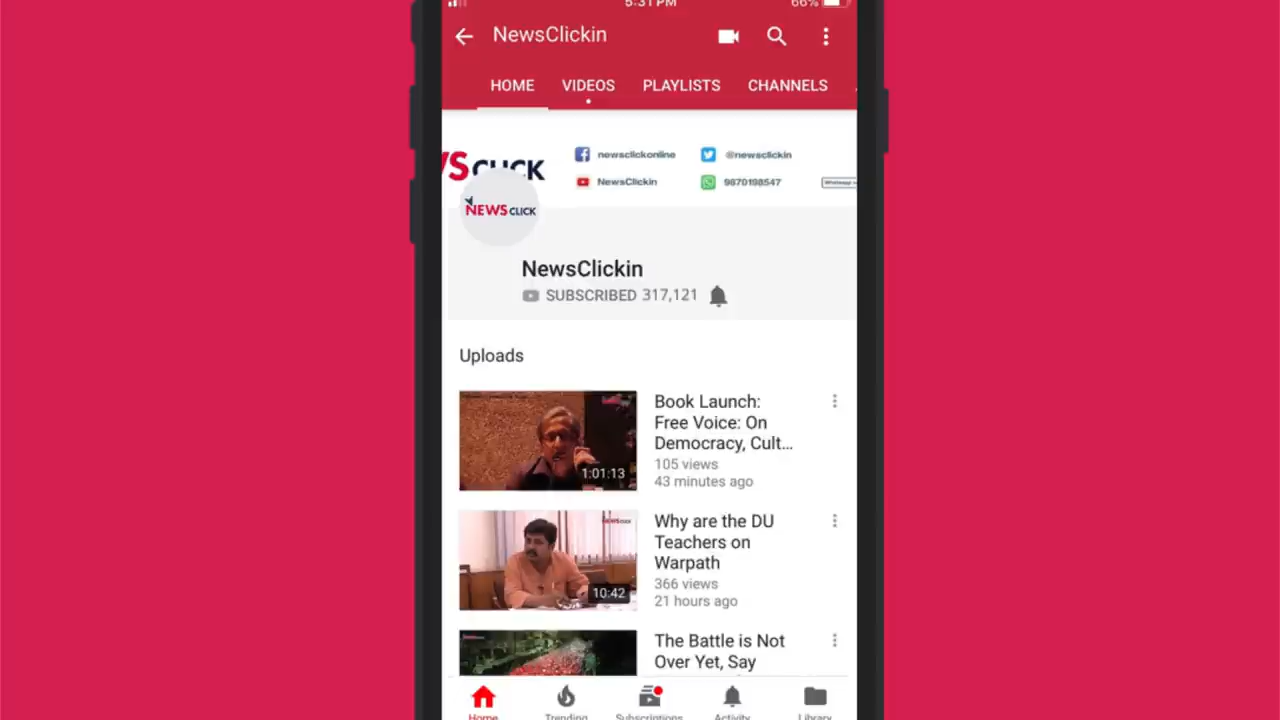 5:31 PM
66%
NewsClickin
HOME VIDEOS PLAYLISTS CHANNELS
WS CLICK
newsclickonline @newsclickin
NewsClickin 9870198547
NEWS CLICK
NewsClickin
SUBSCRIBED 317,121
Uploads
Book Launch:
Free Voice: On
Democracy, Cult...
105 views
43 minutes ago
1:01:13
Why are the DU
Teachers on
Warpath
366 views
21 hours ago
10:42
The Battle is Not
Over Yet, Say
Home Trending Subscriptions Activity Library